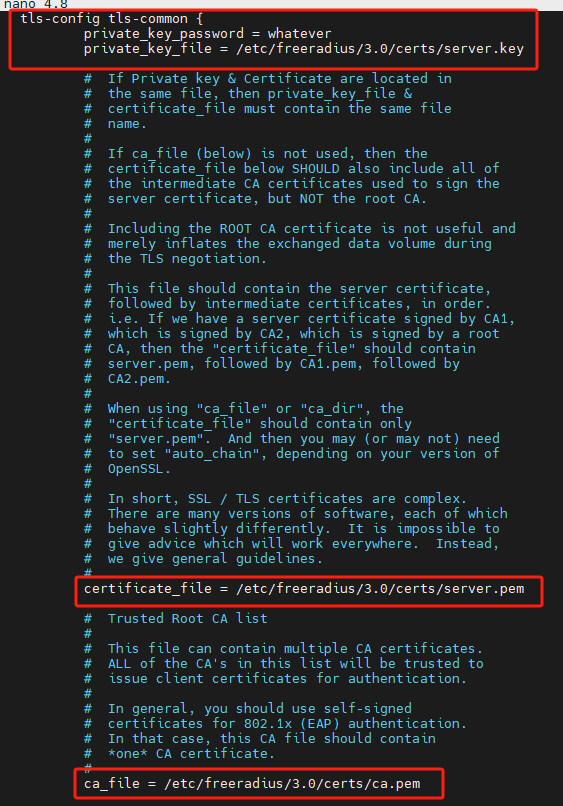 nano 4.8
tls-config tls-common {
private_key_password = whatever
private_key_file = /etc/freeradius/3.0/certs/server.key
#  If Private key & Certificate are located in
#  the same file, then private_key_file &
#  certificate_file must contain the same file
#  name.
#
#  If ca_file (below) is not used, then the
#  certificate_file below SHOULD also include all of
#  the intermediate CA certificates used to sign the
#  server certificate, but NOT the root CA.
#
#  Including the ROOT CA certificate is not useful and
#  merely inflates the exchanged data volume during
#  the TLS negotiation.
#
#  This file should contain the server certificate,
#  followed by intermediate certificates, in order.
#  i.e. If we have a server certificate signed by CA1,
#  which is signed by CA2, which is signed by a root
#  CA, then the "certificate_file" should contain
#  server.pem, followed by CA1.pem, followed by
#  CA2.pem.
#
#  When using "ca_file" or "ca_dir", the
#  "certificate_file" should contain only
#  "server.pem".  And then you may (or may not) need
#  to set "auto_chain", depending on your version of
#  OpenSSL.
#
#  In short, SSL / TLS certificates are complex.
#  There are many versions of software, each of which
#  behave slightly differently.  It is impossible to
#  give advice which will work everywhere.  Instead,
#  we give general guidelines.
#
certificate_file = /etc/freeradius/3.0/certs/server.pem
#  Trusted Root CA list
#
#  This file can contain multiple CA certificates.
#  ALL of the CA's in this list will be trusted to
#  issue client certificates for authentication.
#
#  In general, you should use self-signed
#  certificates for 802.1x (EAP) authentication.
#  In that case, this CA file should contain
#  *one* CA certificate.
#
ca_file = /etc/freeradius/3.0/certs/ca.pem